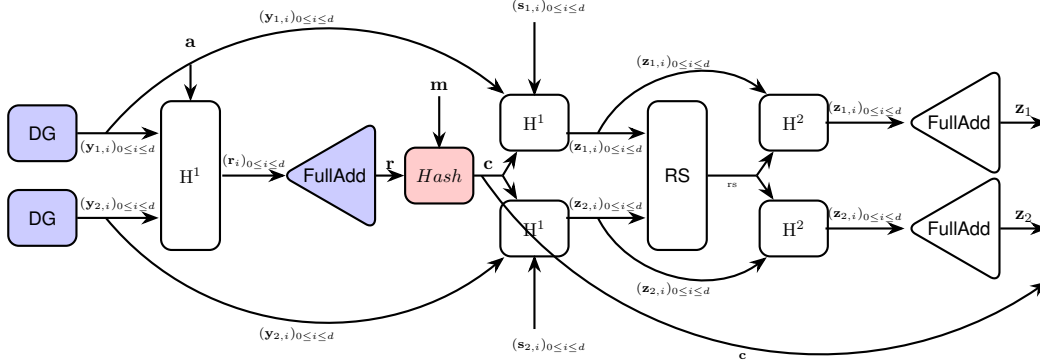 (s₁,ᵢ)₀≤ᵢ≤d
(y₁,ᵢ)₀≤ᵢ≤d
a
(z₁,ᵢ)₀≤ᵢ≤d
m
DG
(y₁,ᵢ)₀≤ᵢ≤d
H¹
(z₁,ᵢ)₀≤ᵢ≤d
H²
(z₁,ᵢ)₀≤ᵢ≤d
FullAdd
z₁
H¹
(rᵢ)₀≤ᵢ≤d
FullAdd
r
Hash
c
RS
rs
DG
(y₂,ᵢ)₀≤ᵢ≤d
H¹
(z₂,ᵢ)₀≤ᵢ≤d
H²
(z₂,ᵢ)₀≤ᵢ≤d
FullAdd
z₂
(z₂,ᵢ)₀≤ᵢ≤d
(y₂,ᵢ)₀≤ᵢ≤d
(s₂,ᵢ)₀≤ᵢ≤d
c